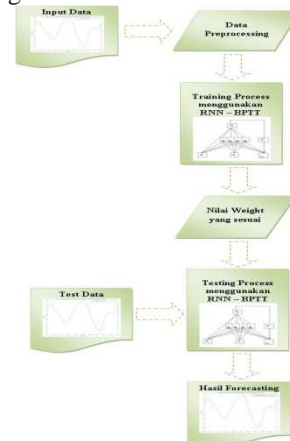 Input Data
Data
Preprocessing
Training Process
menggunakan
RNN – BPTT
Nilai Weight
yang sesuai
Test Data
Testing Process
menggunakan
RNN – BPTT
Hasil Forecasting